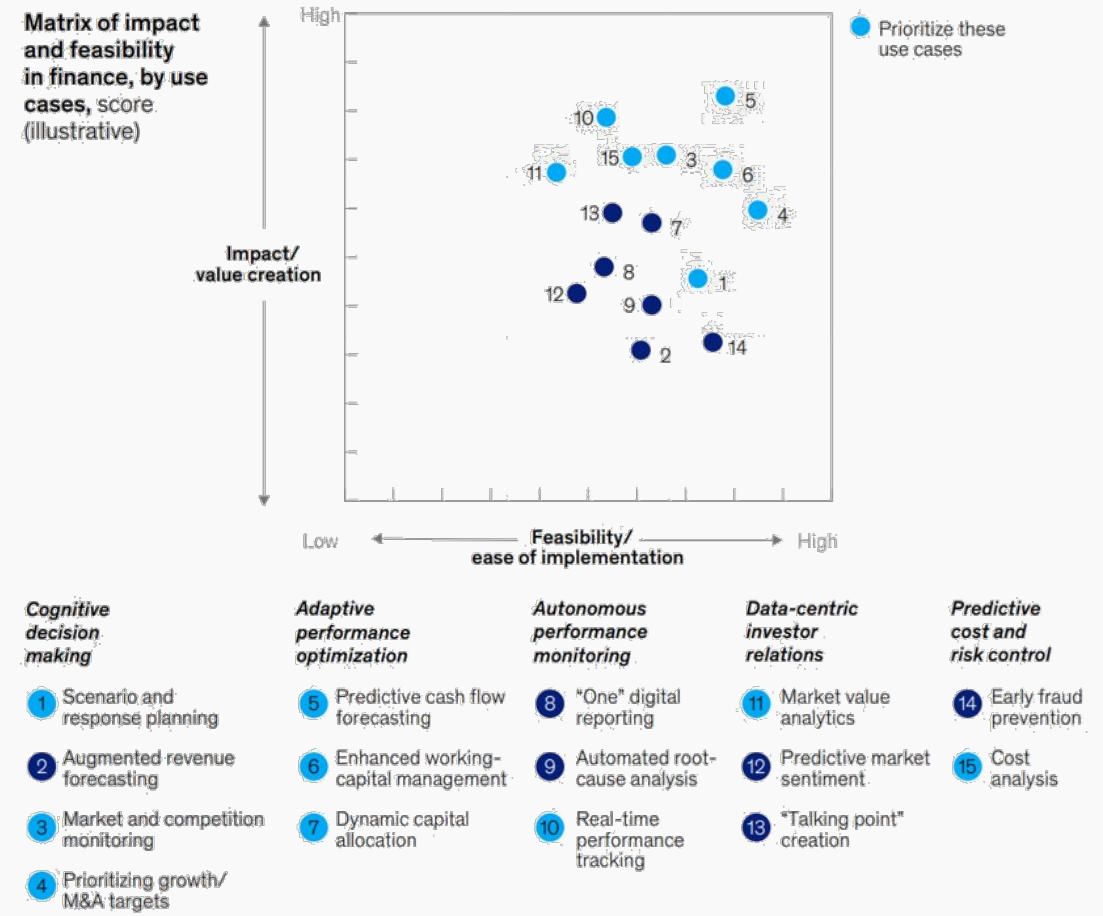 Matrix of impact
and feasibility
in finance, by use
cases, score
(illustrative)
High
Prioritize these
use cases
5
10
15
3
11
6
4
13
7
8
1
12
9
2
14
Impact/
value creation
Low
Feasibility/
ease of implementation
High
Cognitive
decision
making
1 Scenario and
response planning
2 Augmented revenue
forecasting
3 Market and competition
monitoring
4 Prioritizing growth/
M&A targets
Adaptive
performance
optimization
5 Predictive cash flow
forecasting
6 Enhanced working-
capital management
7 Dynamic capital
allocation
Autonomous
performance
monitoring
8 “One” digital
reporting
9 Automated root-
cause analysis
10 Real-time
performance
tracking
Data-centric
investor
relations
11 Market value
analytics
12 Predictive market
sentiment
13 “Talking point”
creation
Predictive
cost and
risk control
14 Early fraud
prevention
15 Cost
analysis